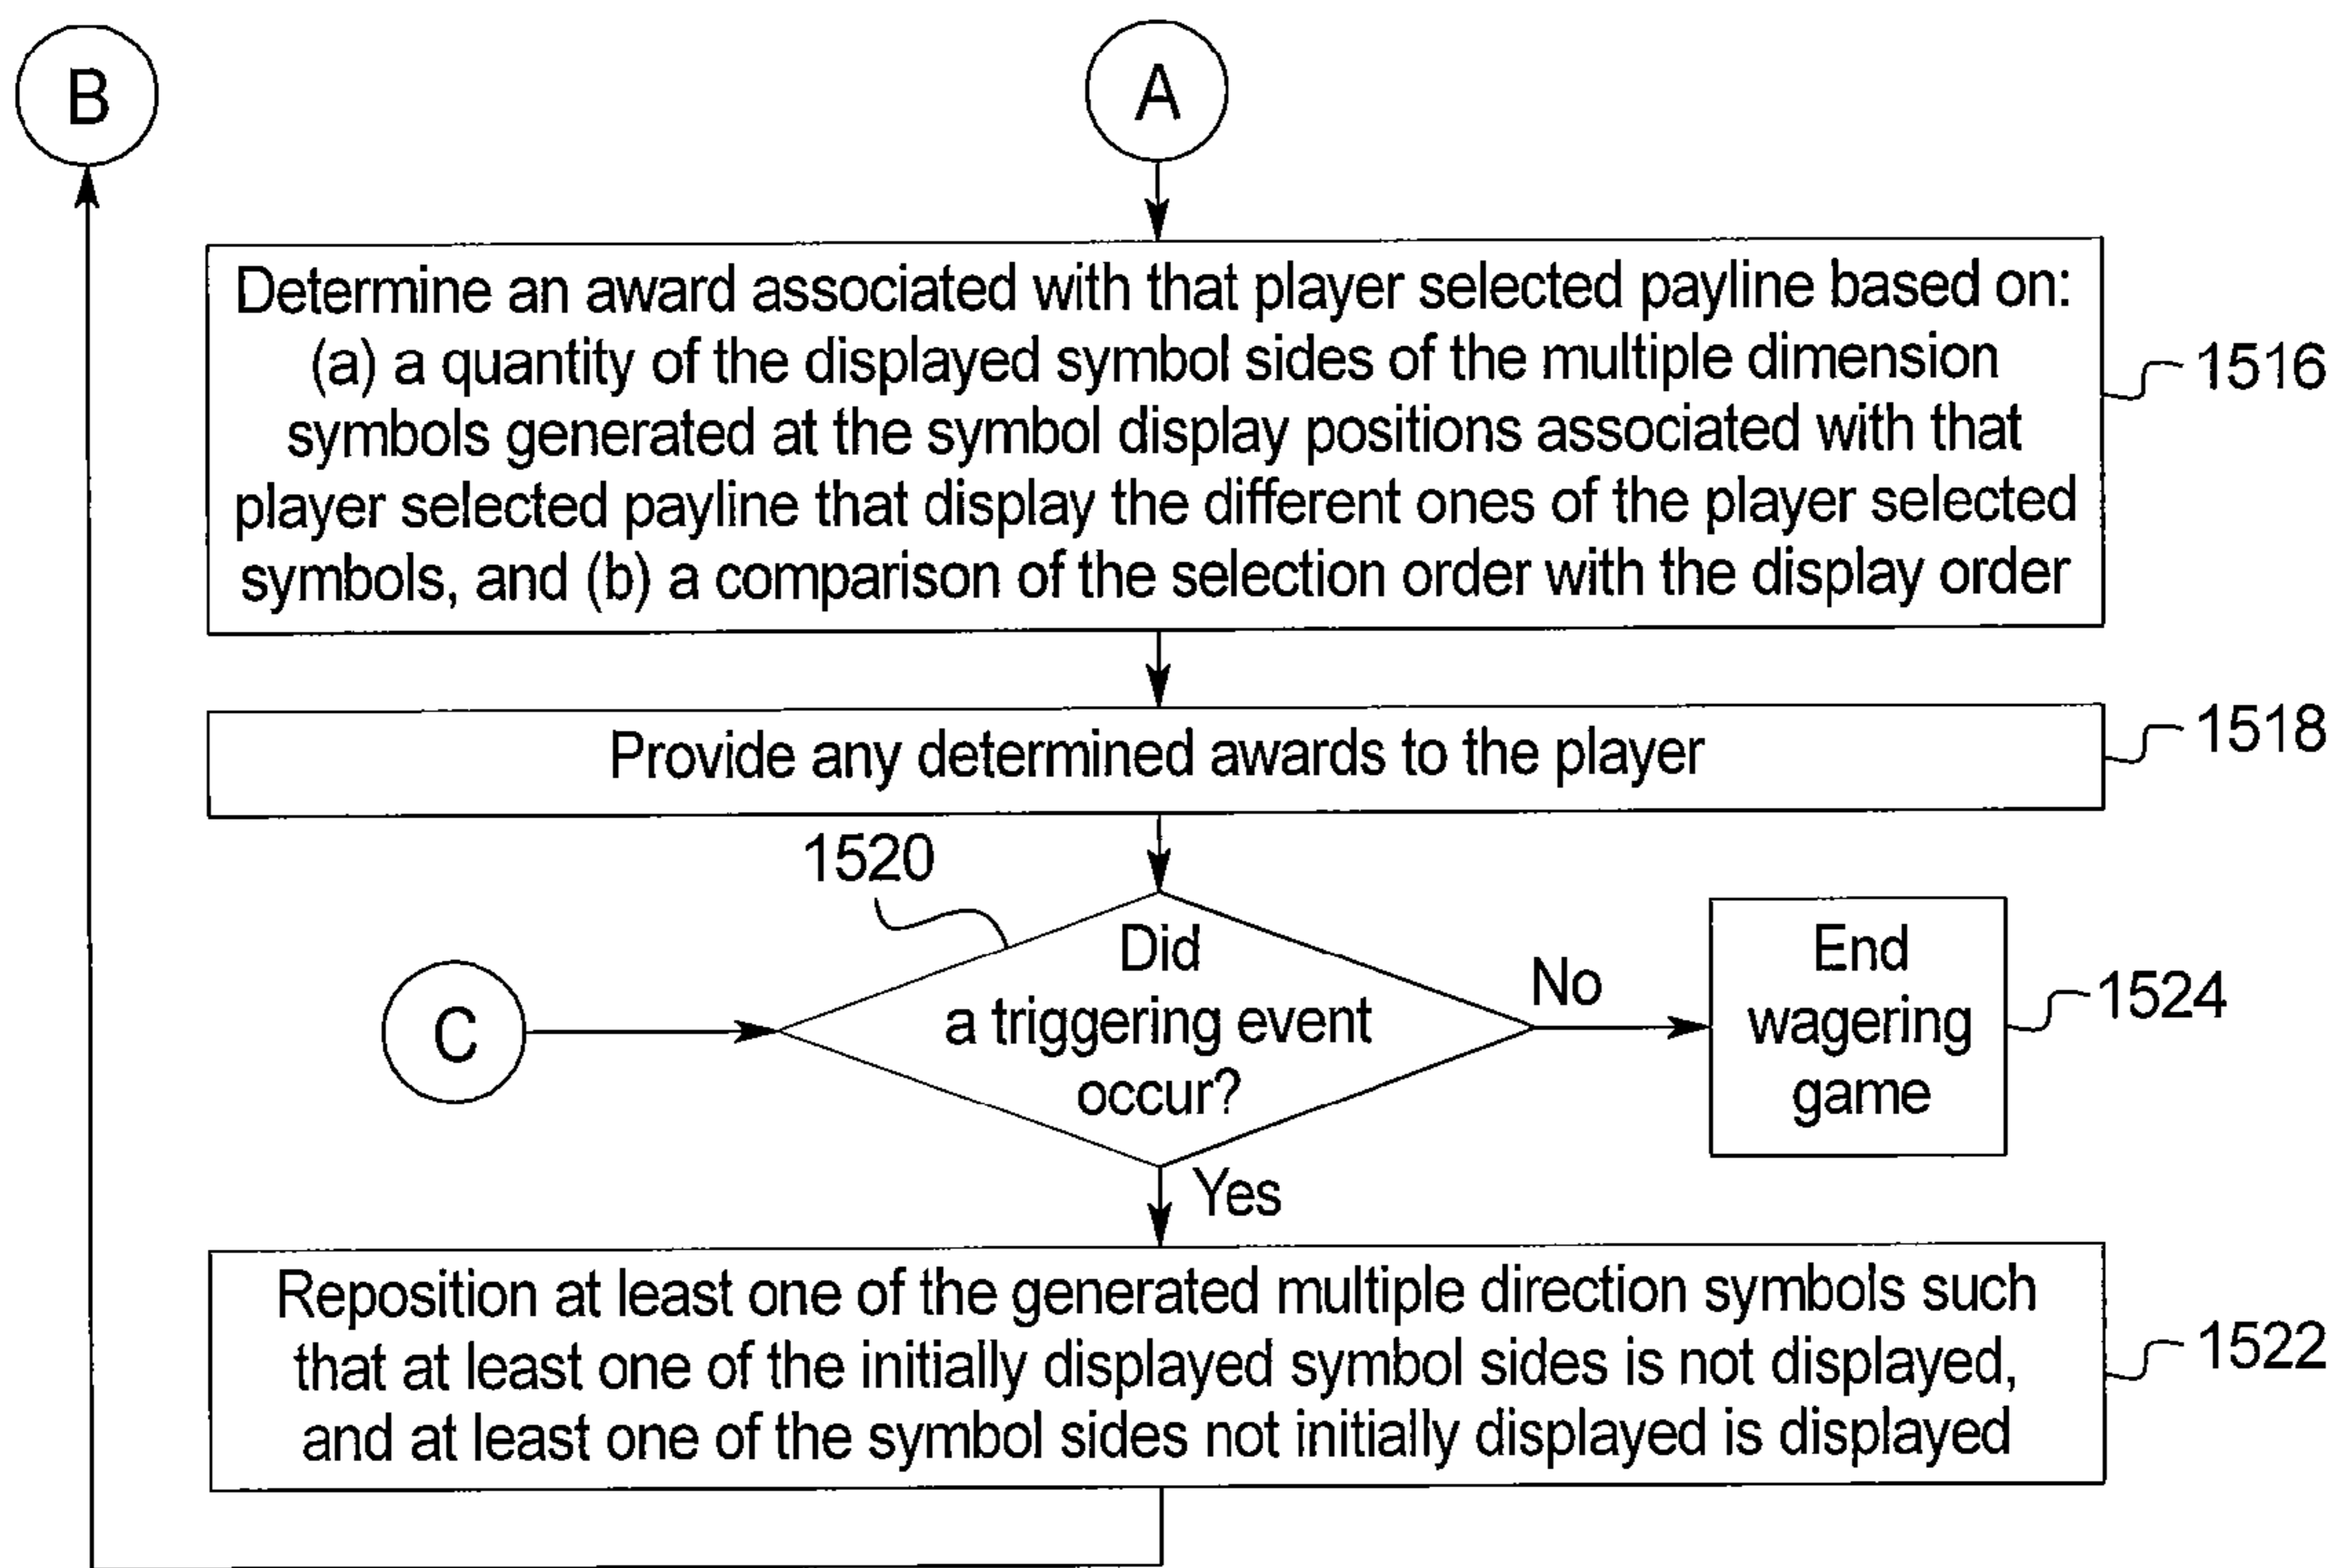 B
A
Determine an award associated with that player selected payline based on:
(a) a quantity of the displayed symbol sides of the multiple dimension
symbols generated at the symbol display positions associated with that
player selected payline that display the different ones of the player selected
symbols, and (b) a comparison of the selection order with the display order
1516
Provide any determined awards to the player
1518
1520
Did
a triggering event
occur?
C
No
End
wagering
game
1524
Yes
Reposition at least one of the generated multiple direction symbols such
that at least one of the initially displayed symbol sides is not displayed,
and at least one of the symbol sides not initially displayed is displayed
1522